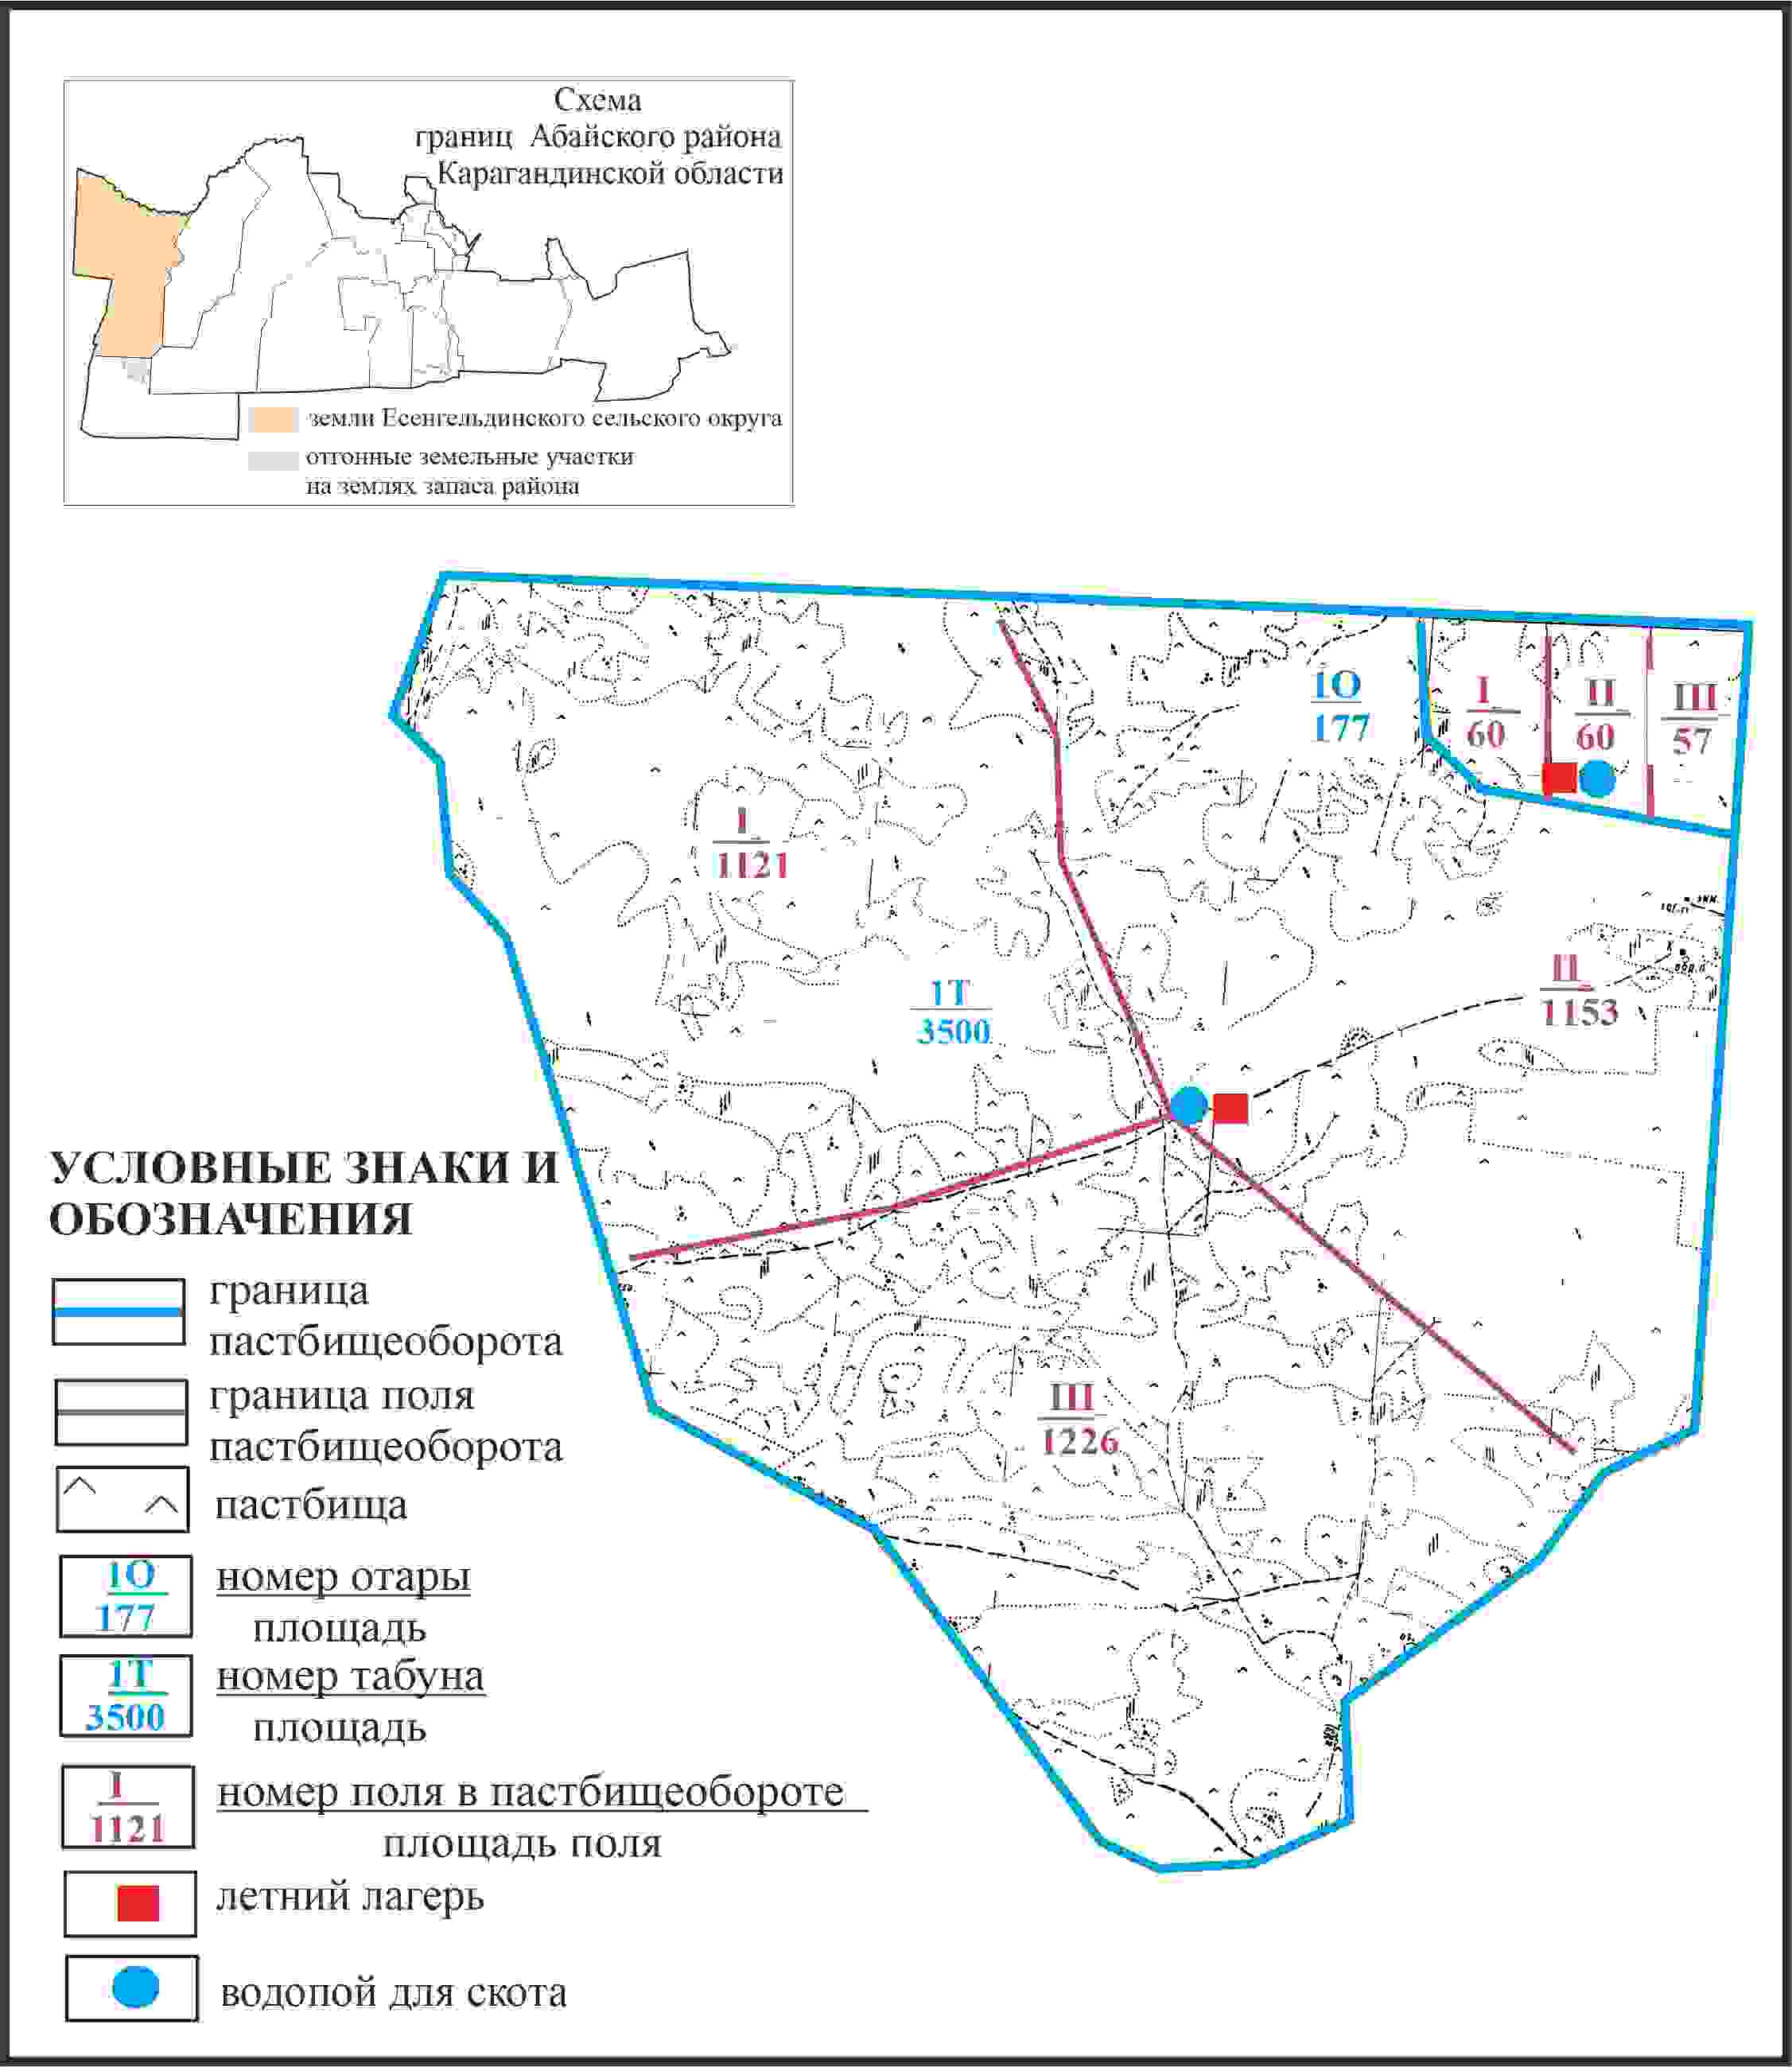 Схема
границ Абайского района
Карагандинской области
земли Есенгельдинского сельского округа
отгонные земельные участки
на землях запаса района
1О
177
I
60
II
60
III
57
I
1121
1Т
3500
II
1153
III
1226
УСЛОВНЫЕ ЗНАКИ И
ОБОЗНАЧЕНИЯ
граница
пастбищеоборота
граница поля
пастбищеоборота
пастбища
1О
177
номер отары
площадь
1Т
3500
номер табуна
площадь
I
1121
номер поля в пастбищеобороте
площадь поля
летний лагерь
водопой для скота